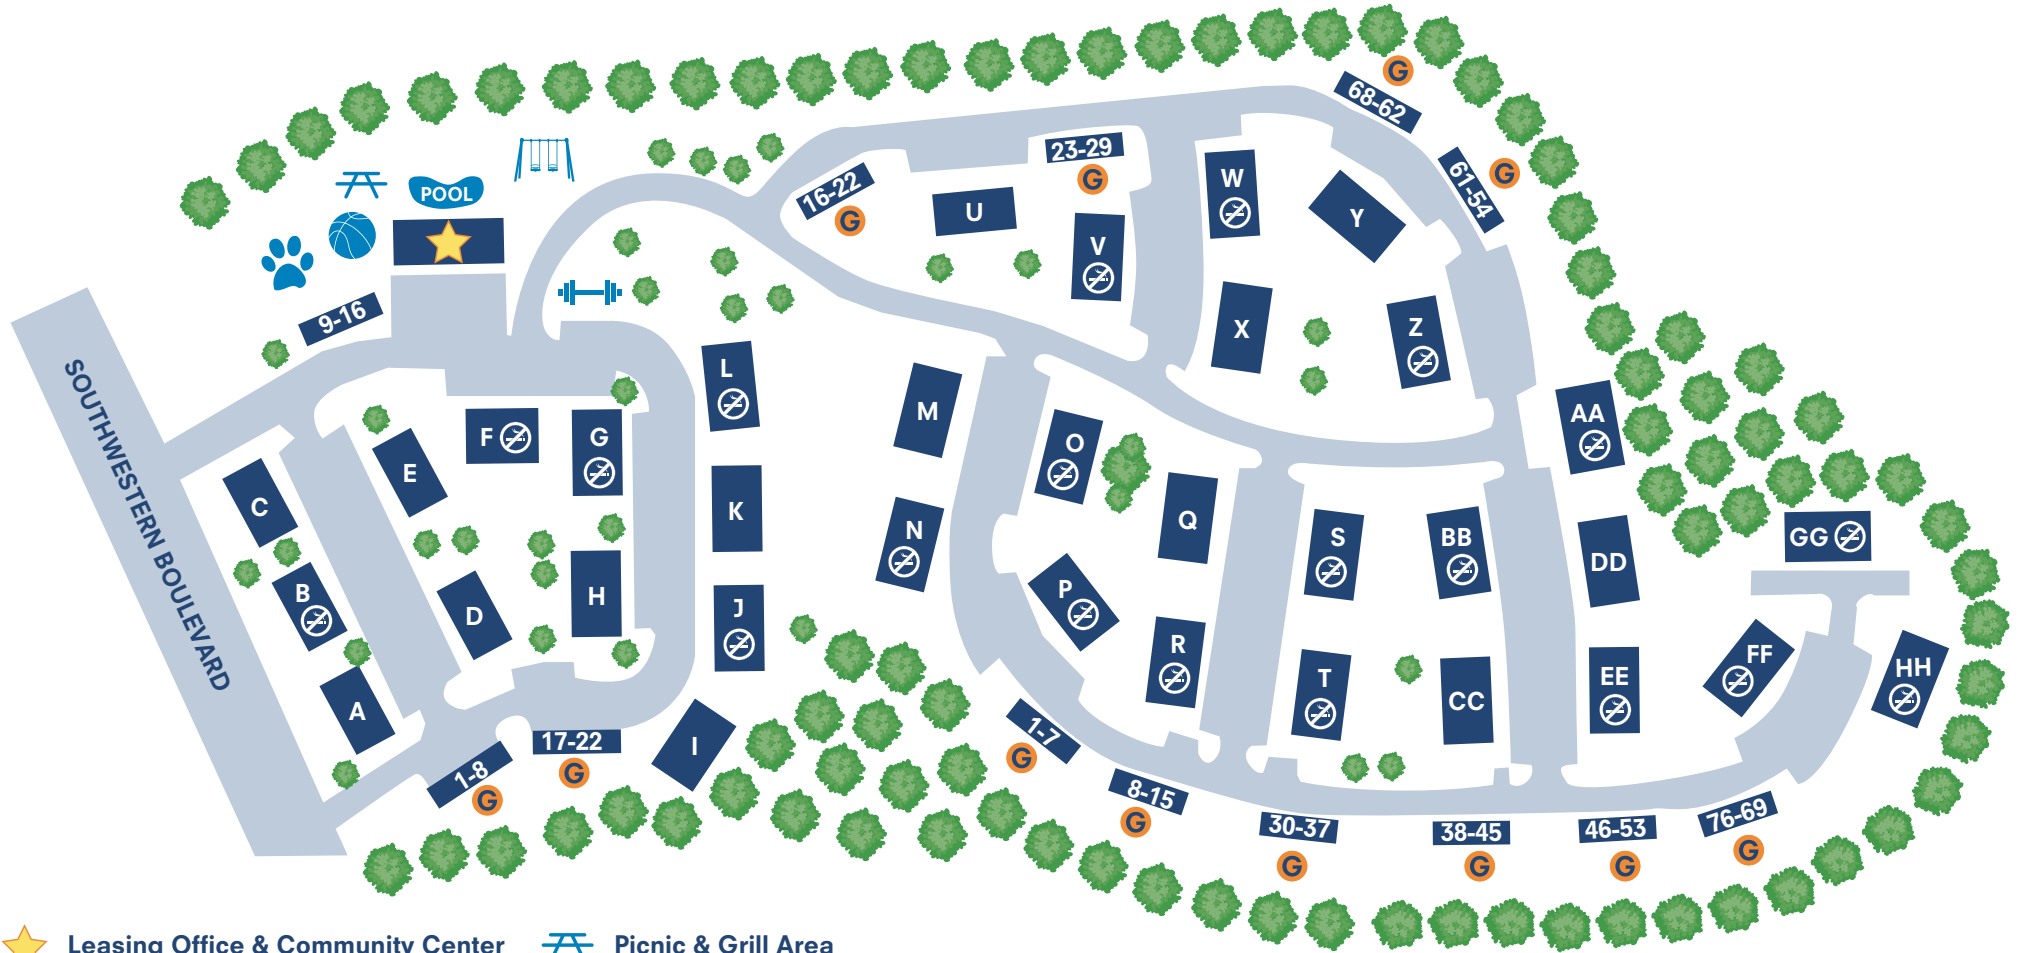 G
68-62
23-29
G
61-54
G
16-22
G
POOL
W
U
Y
V
9-16
X
Z
SOUTHWESTERN BOULEVARD
L
M
AA
E
F
G
O
C
K
Q
N
S
BB
GG
DD
B
D
H
J
P
R
T
CC
EE
FF
HH
A
I
1-8
G
17-22
G
1-7
G
8-15
G
30-37
G
38-45
G
46-53
G
76-69
G
Leasing Office & Community Center
Picnic & Grill Area